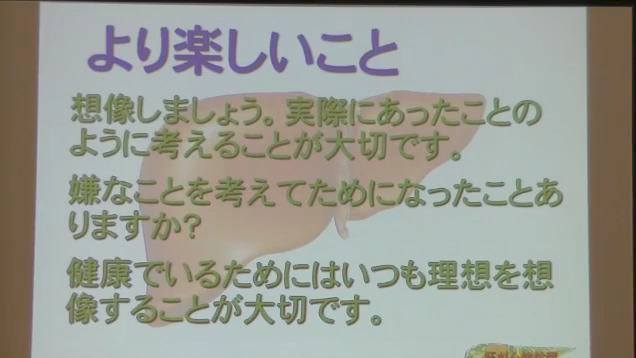 より楽しいこと
想像しましょう。実際にあったことの
ように考えることが大切です。
嫌なことを考えてためになったことあ
りますか?
健康でいるためにはいつも理想を想
像することが大切です。